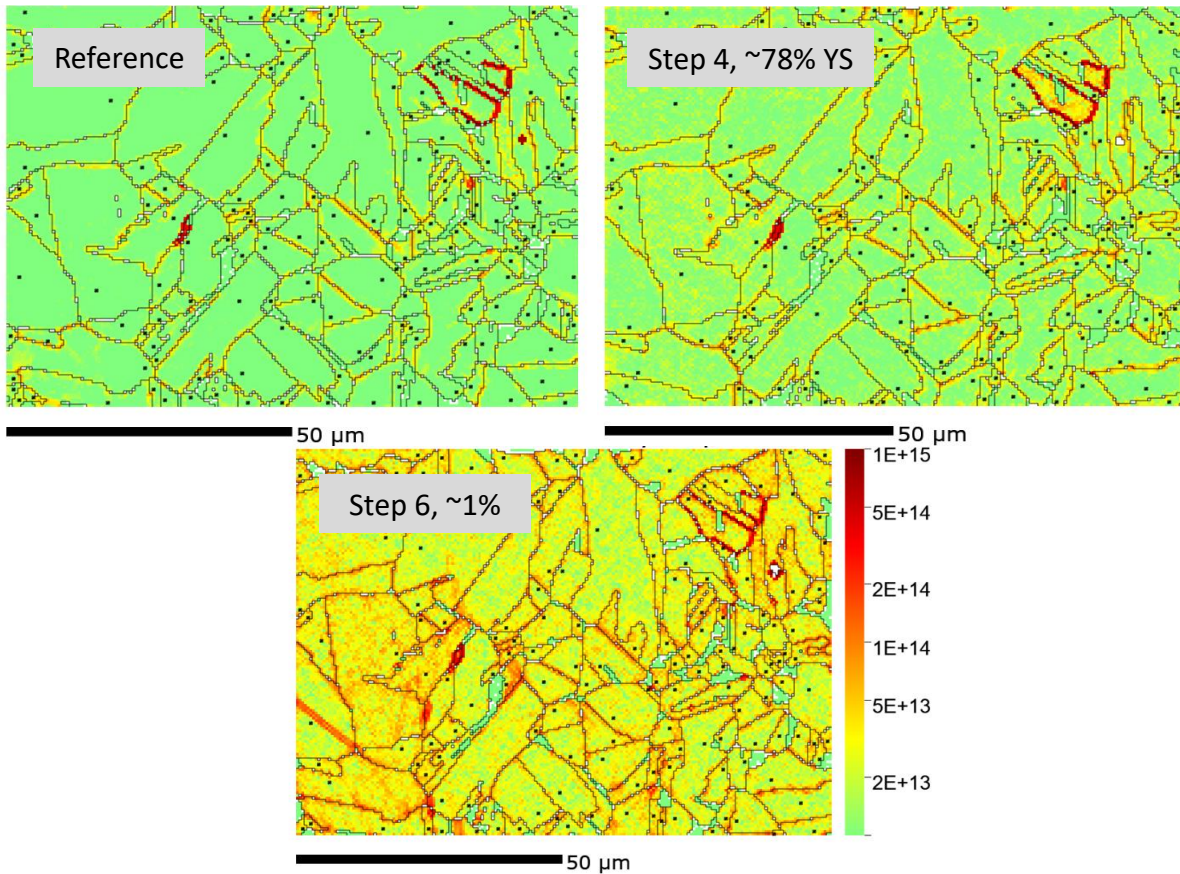 Reference
Step 4, ~78% YS
50 µm
50 µm
Step 6, ~1%
1E+15
5E+14
2E+14
1E+14
5E+13
2E+13
50 µm